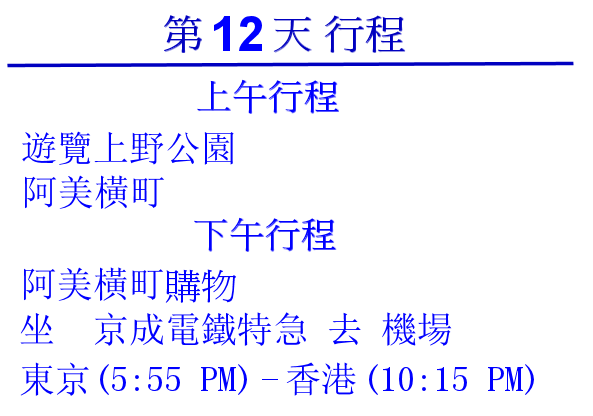 第12天 行程
上午行程
遊覽上野公園
阿美橫町
下午行程
阿美橫町購物
坐 京成電鐵特急 去 機場
東京(5:55 PM)–香港(10:15 PM)